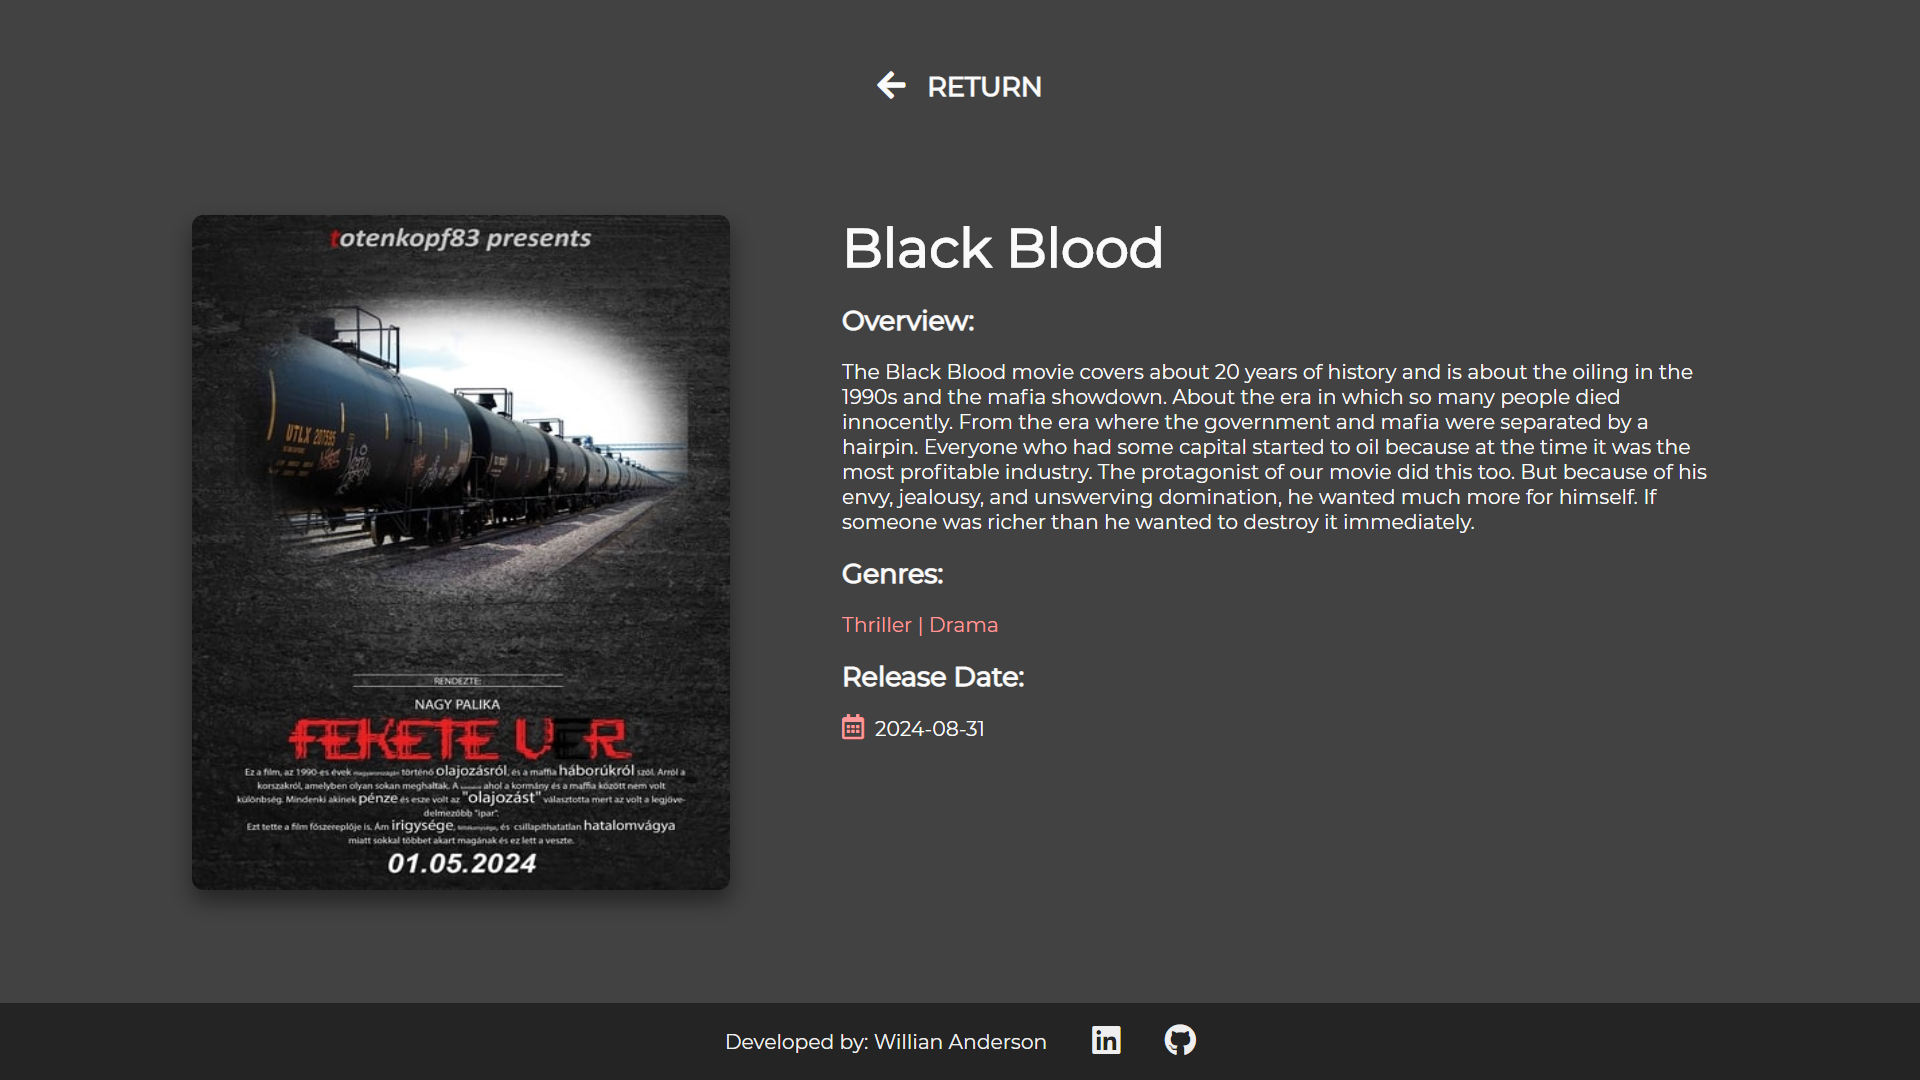 RETURN
totenkopf83 presents
UTLX 207595
RENDEZTE:
NAGY PALIKA
FEKETE VÉR
Ez a film, az 1990-es évek történő olajozásról, és a maffia háborúkról szól. Arról a
korszakról, amelyben olyan sokan meghaltak. A ahol a kormány és a maffia között nem volt
különbség. Mindenki akinek pénze és esze volt az "olajozást" választotta mert az volt a legjöve-
delmezőbb "ipar".
Ezt tette a film főszereplője is. Ám irigysége, és csillapíthatatlan hatalomvágya
miatt sokkal többet akart magának és ez lett a veszte.
01.05.2024
Black Blood
Overview:
The Black Blood movie covers about 20 years of history and is about the oiling in the
1990s and the mafia showdown. About the era in which so many people died
innocently. From the era where the government and mafia were separated by a
hairpin. Everyone who had some capital started to oil because at the time it was the
most profitable industry. The protagonist of our movie did this too. But because of his
envy, jealousy, and unswerving domination, he wanted much more for himself. If
someone was richer than he wanted to destroy it immediately.
Genres:
Thriller | Drama
Release Date:
2024-08-31
Developed by: Willian Anderson